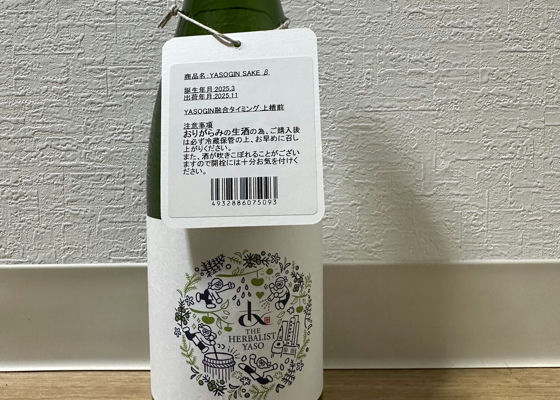 商品名:YASOGIN SAKE β
誕生年月:2025.3
出荷年月:2025.11
YASOGIN融合タイミング:上槽前
注意事項
おりがらみの生酒の為、ご購入後
は必ず冷蔵保管の上、お早めに召し
上がりください。
また、酒が吹きこぼれることがござい
ますので開栓には十分お気を付けく
ださい。
4932886075093
THE
HERBALIST
YASO